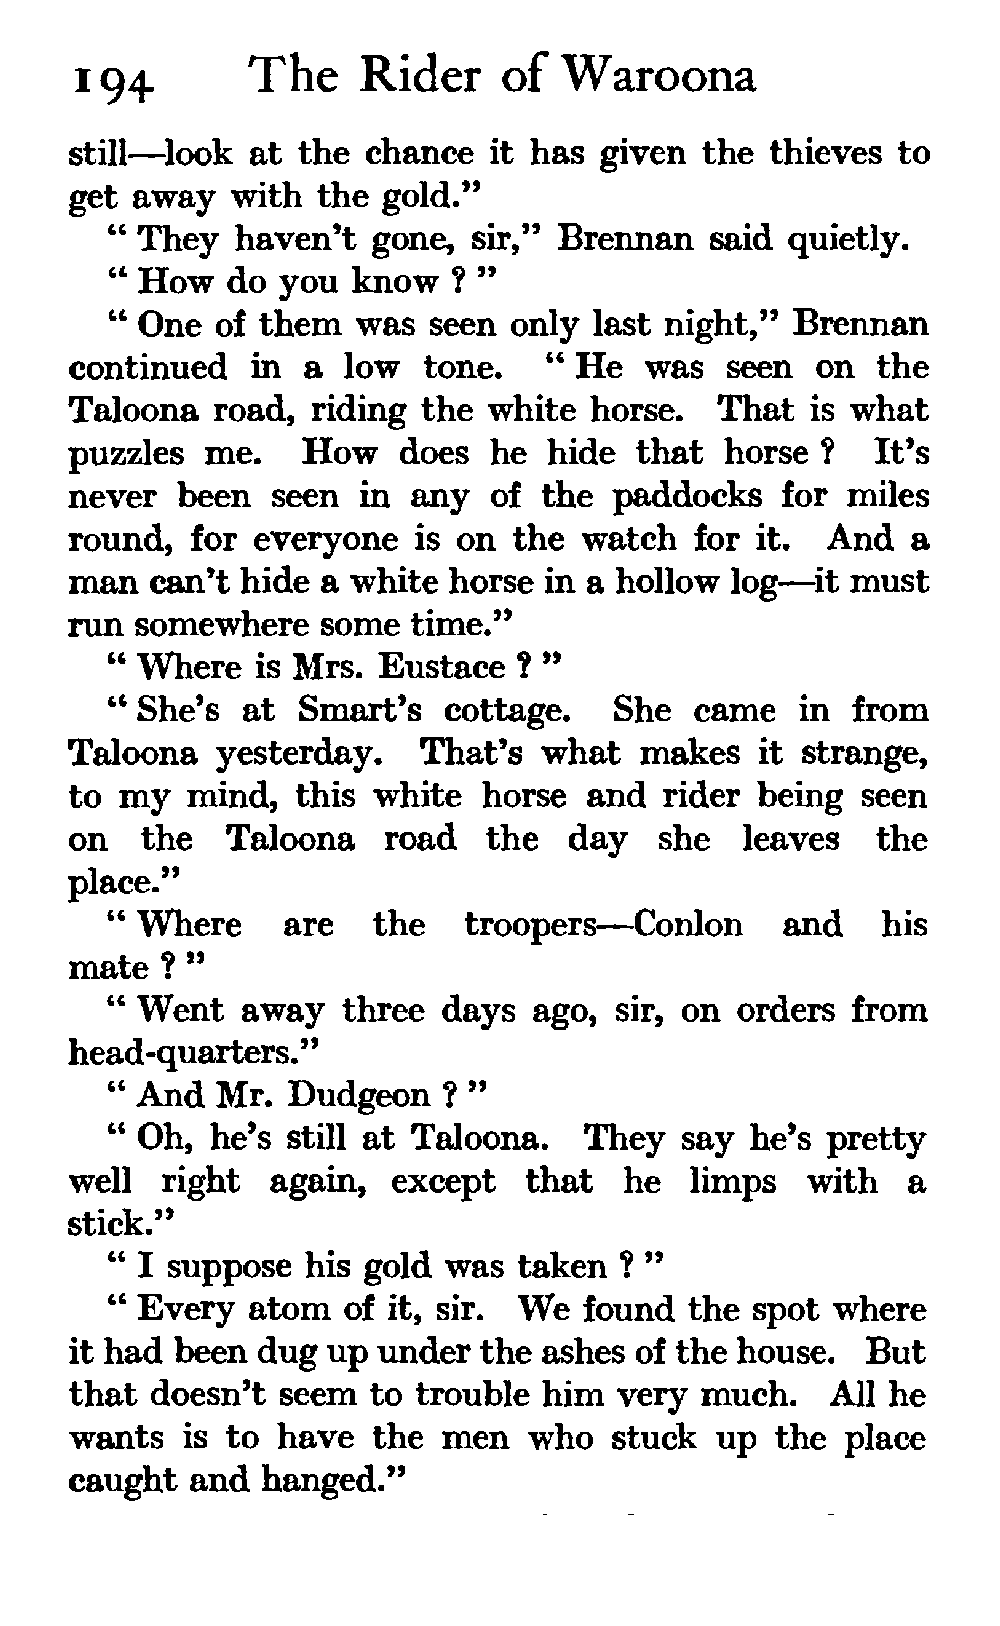 194 The Rider of Waroona
still—look at the chance it has given the thieves to
get away with the gold.”
“ They haven’t gone, sir,” Brennan said quietly.
“ How do you know ? ”
“ One of them was seen only last night,” Brennan
continued in a low tone. “ He was seen on the
Taloona road, riding the white horse. That is what
puzzles me. How does he hide that horse ? It’s
never been seen in any of the paddocks for miles
round, for everyone is on the watch for it. And a
man can’t hide a white horse in a hollow log—it must
run somewhere some time.”
“ Where is Mrs. Eustace ? ”
“ She’s at Smart’s cottage. She came in from
Taloona yesterday. That’s what makes it strange,
to my mind, this white horse and rider being seen
on the Taloona road the day she leaves the
place.”
“ Where are the troopers—Conlon and his
mate ? ”
“ Went away three days ago, sir, on orders from
head-quarters.”
“ And Mr. Dudgeon ? ”
“ Oh, he’s still at Taloona. They say he’s pretty
well right again, except that he limps with a
stick.”
“ I suppose his gold was taken ? ”
“ Every atom of it, sir. We found the spot where
it had been dug up under the ashes of the house. But
that doesn’t seem to trouble him very much. All he
wants is to have the men who stuck up the place
caught and hanged.”